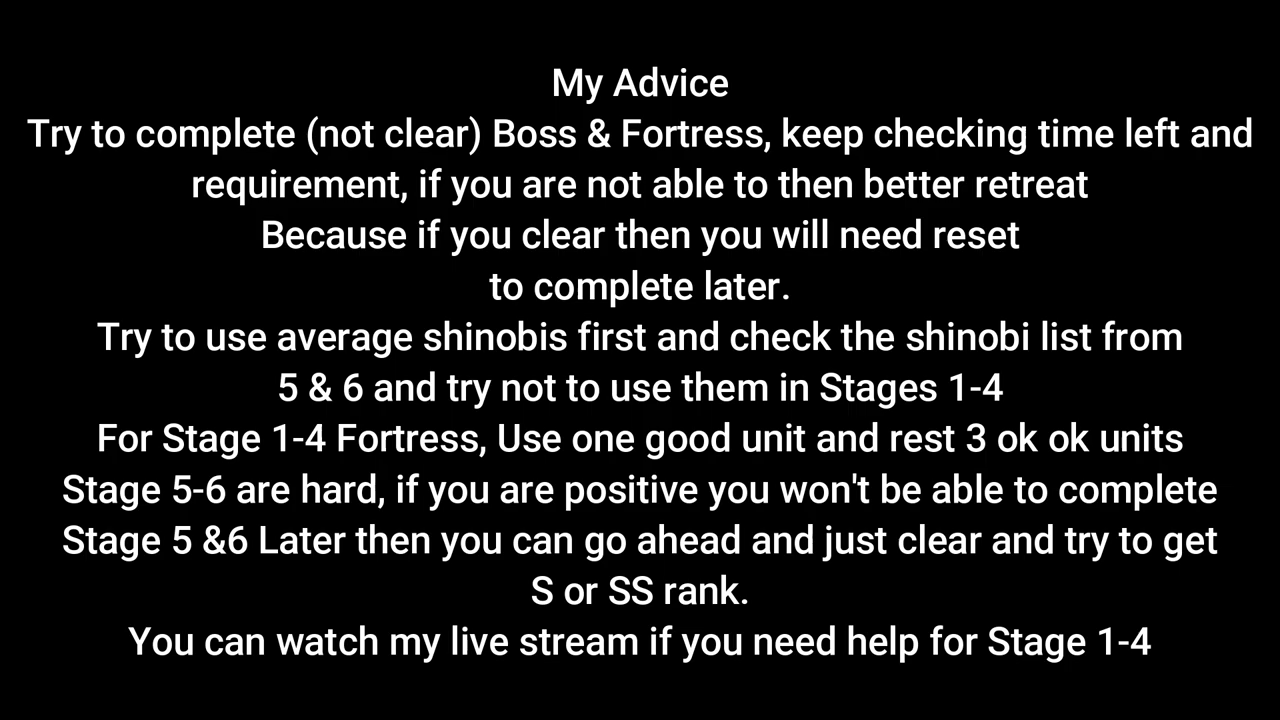 My Advice
Try to complete (not clear) Boss & Fortress, keep checking time left and
requirement, if you are not able to then better retreat
Because if you clear then you will need reset
to complete later.
Try to use average shinobis first and check the shinobi list from
5 & 6 and try not to use them in Stages 1-4
For Stage 1-4 Fortress, Use one good unit and rest 3 ok ok units
Stage 5-6 are hard, if you are positive you won't be able to complete
Stage 5 &6 Later then you can go ahead and just clear and try to get
S or SS rank.
You can watch my live stream if you need help for Stage 1-4